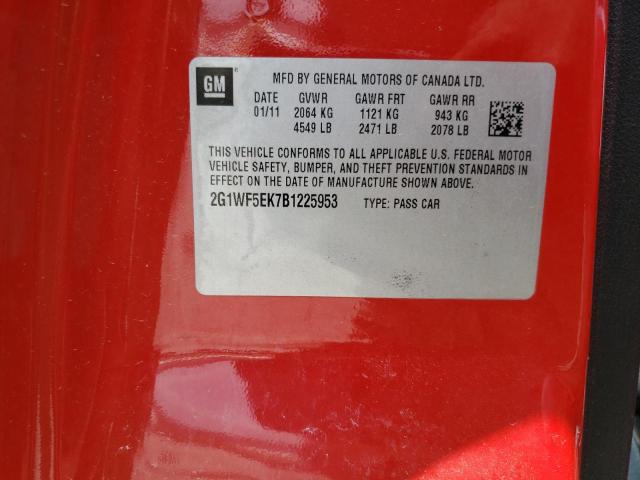 GM
MFD BY GENERAL MOTORS OF CANADA LTD.
DATE GVWR GAWR FRT GAWR RR
01/11 2064 KG 1121 KG 943 KG
4549 LB 2471 LB 2078 LB
THIS VEHICLE CONFORMS TO ALL APPLICABLE U.S. FEDERAL MOTOR
VEHICLE SAFETY, BUMPER, AND THEFT PREVENTION STANDARDS IN
EFFECT ON THE DATE OF MANUFACTURE SHOWN ABOVE.
2G1WF5EK7B1225953 TYPE: PASS CAR